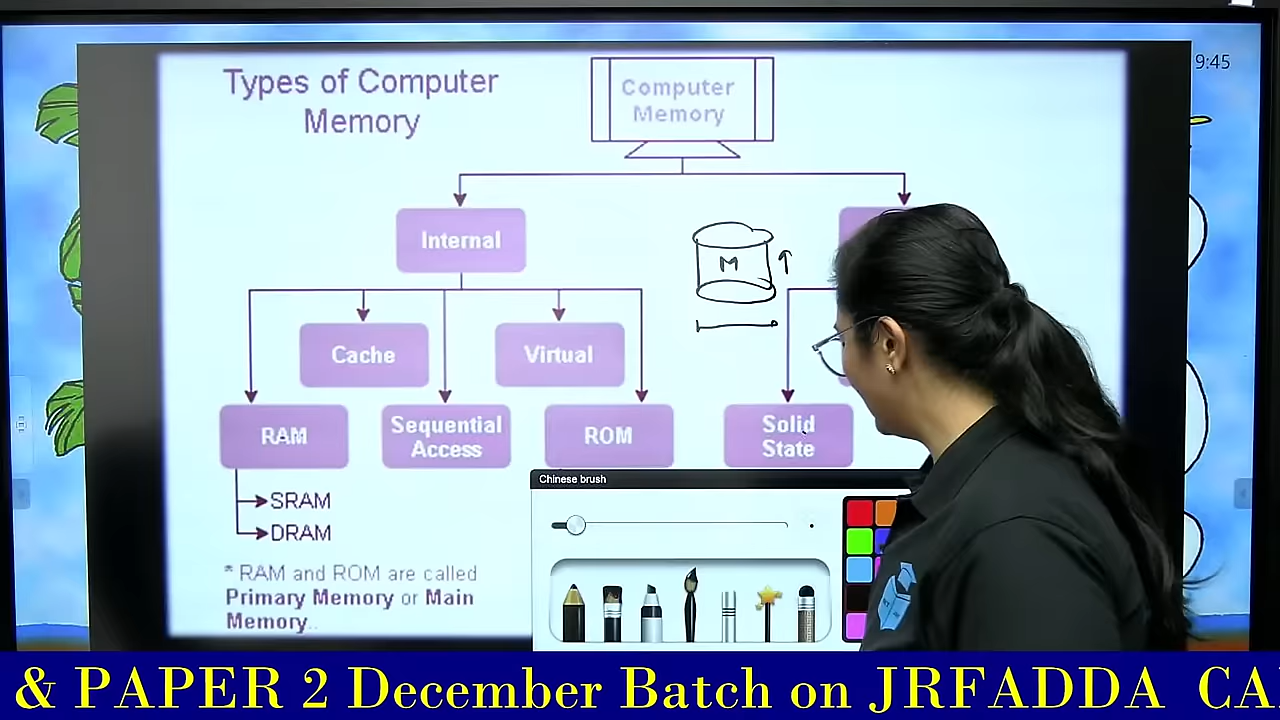 Types of Computer
Memory
Computer
Memory
9:45
Internal
M
Cache
Virtual
RAM
Sequential
Access
ROM
Solid
State
SRAM
DRAM
* RAM and ROM are called
Primary Memory or Main
Memory..
Chinese brush
& PAPER 2 December Batch on JRFADDA CA